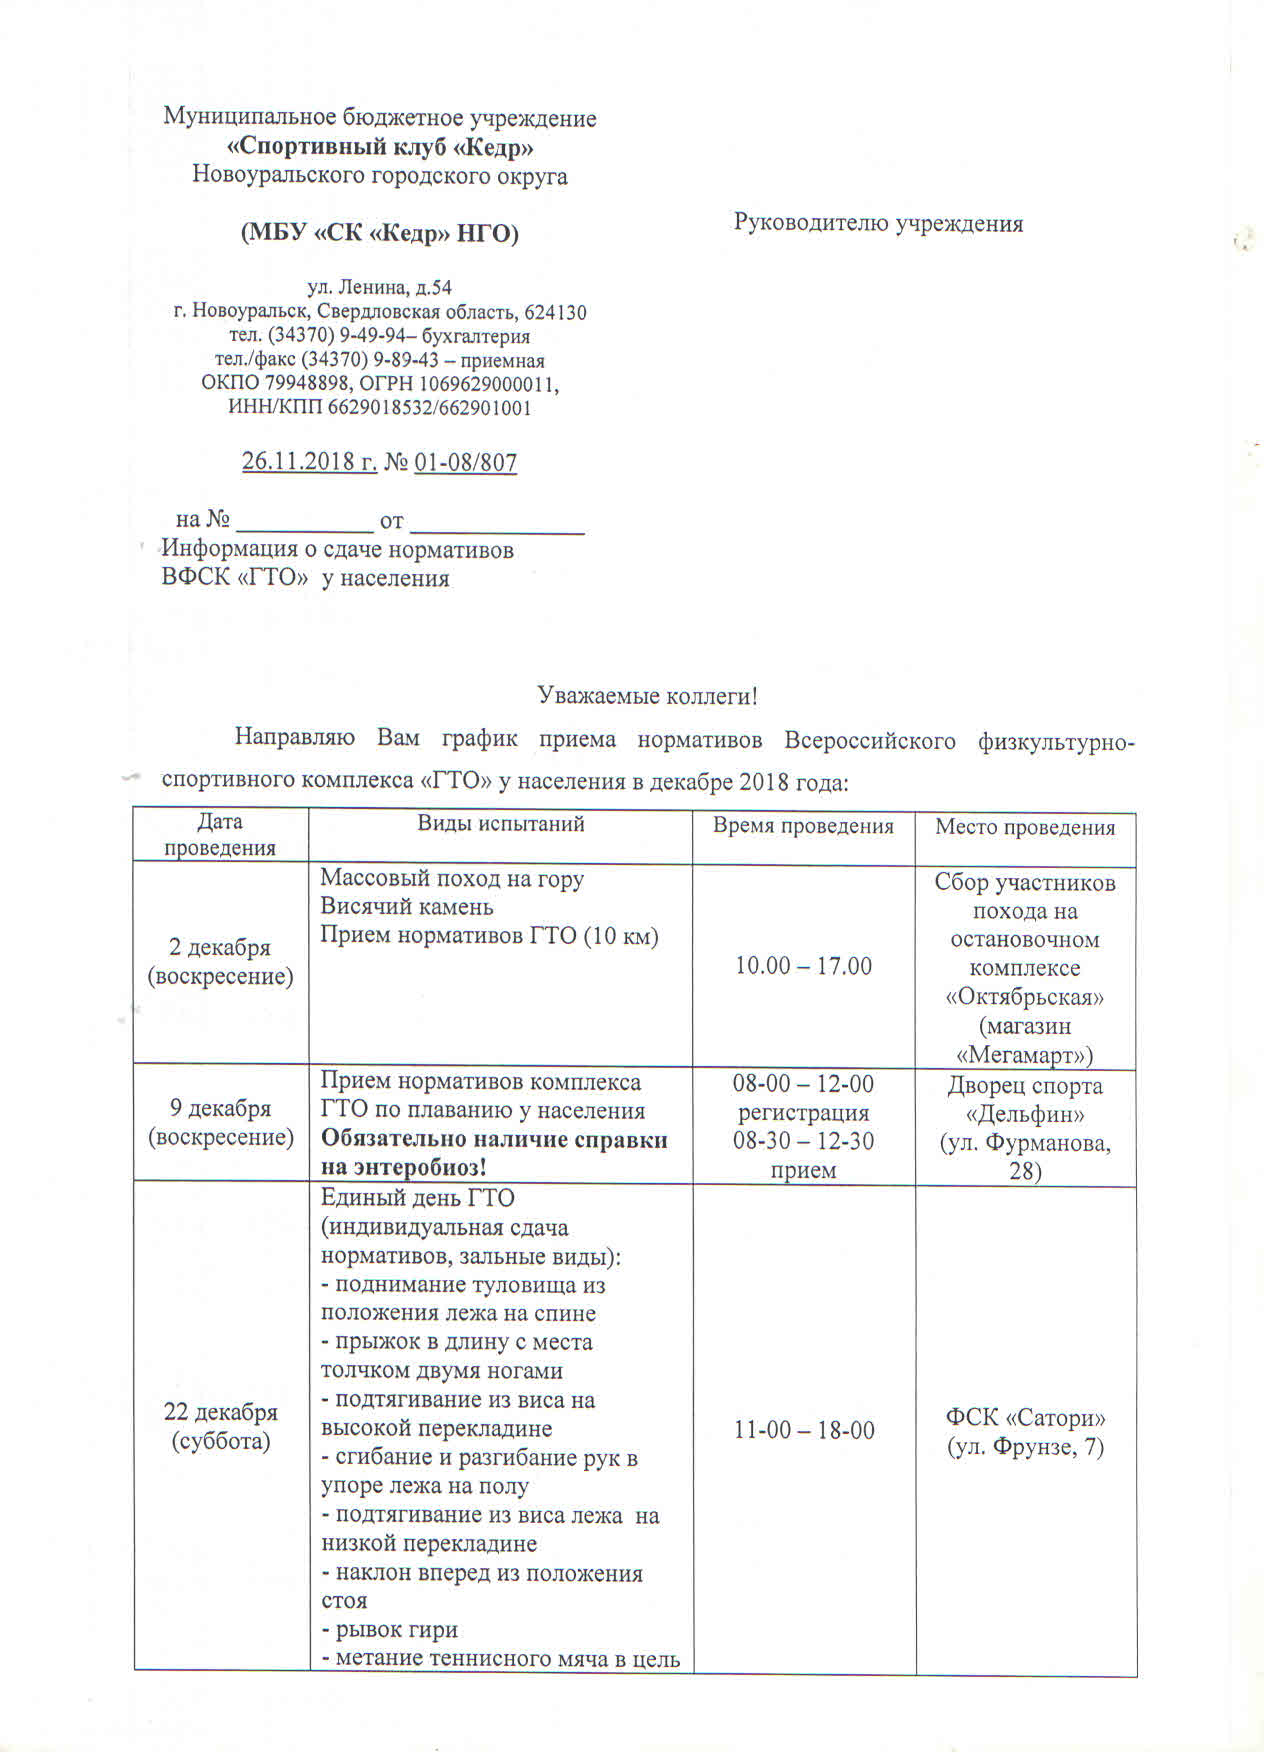 Муниципальное бюджетное учреждение
«Спортивный клуб «Кедр»
Новоуральского городского округа
(МБУ «СК «Кедр» НГО)
Руководителю учреждения
ул. Ленина, д.54
г. Новоуральск, Свердловская область, 624130
тел. (34370) 9-49-94– бухгалтерия
тел./факс (34370) 9-89-43 – приемная
ОКПО 79948898, ОГРН 1069629000011,
ИНН/КПП 6629018532/662901001
26.11.2018 г. № 01-08/807
на № ____________ от _______________
Информация о сдаче нормативов
ВФСК «ГТО»  у населения
Уважаемые коллеги!
Направляю Вам график приема нормативов Всероссийского физкультурно-
спортивного комплекса «ГТО» у населения в декабре 2018 года:
Дата
проведения
Виды испытаний
Время проведения
Место проведения
2 декабря
(воскресение)
Массовый поход на гору
Висячий камень
Прием нормативов ГТО (10 км)
10.00 – 17.00
Сбор участников
похода на
остановочном
комплексе
«Октябрьская»
(магазин
«Мегамарт»)
9 декабря
(воскресение)
Прием нормативов комплекса
ГТО по плаванию у населения
Обязательно наличие справки
на энтеробиоз!
08-00 – 12-00
регистрация
08-30 – 12-30
прием
Дворец спорта
«Дельфин»
(ул. Фурманова,
28)
22 декабря
(суббота)
Единый день ГТО
(индивидуальная сдача
нормативов, зальные виды):
- поднимание туловища из
положения лежа на спине
- прыжок в длину с места
толчком двумя ногами
- подтягивание из виса на
высокой перекладине
- сгибание и разгибание рук в
упоре лежа на полу
- подтягивание из виса лежа  на
низкой перекладине
- наклон вперед из положения
стоя
- рывок гири
- метание теннисного мяча в цель
11-00 – 18-00
ФСК «Сатори»
(ул. Фрунзе, 7)